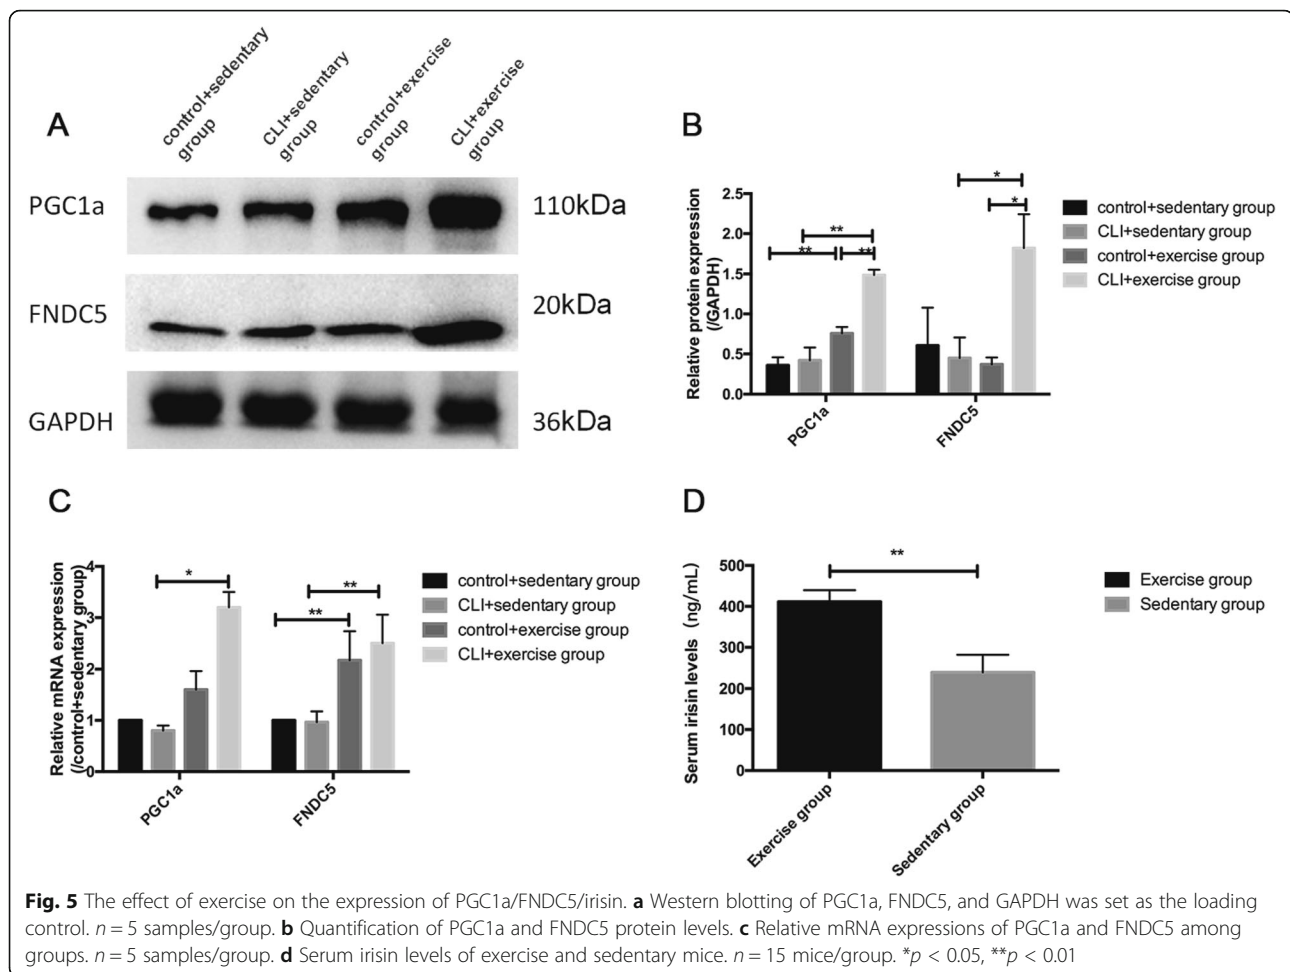 control+sedentary
group
CLI+sedentary
group
control+exercise
group
CLI+exercise
group
A
PGC1a
110kDa
FNDC5
20kDa
GAPDH
36kDa
B
Relative protein expression
(/GAPDH)
2.5
2.0
1.5
1.0
0.5
0.0
**
**
**
*
*
PGC1a
FNDC5
control+sedentary group
CLI+sedentary group
control+exercise group
CLI+exercise group
C
Relative mRNA expression
(/control+sedentary group)
4
3
2
1
0
*
**
**
PGC1a
FNDC5
control+sedentary group
CLI+sedentary group
control+exercise group
CLI+exercise group
D
Serum irisin levels (ng/mL)
500
400
300
200
100
0
**
Exercise group
Sedentary group
Exercise group
Sedentary group
Fig. 5 The effect of exercise on the expression of PGC1a/FNDC5/irisin. a Western blotting of PGC1a, FNDC5, and GAPDH was set as the loading
control. n = 5 samples/group. b Quantification of PGC1a and FNDC5 protein levels. c Relative mRNA expressions of PGC1a and FNDC5 among
groups. n = 5 samples/group. d Serum irisin levels of exercise and sedentary mice. n = 15 mice/group. *p < 0.05, **p < 0.01